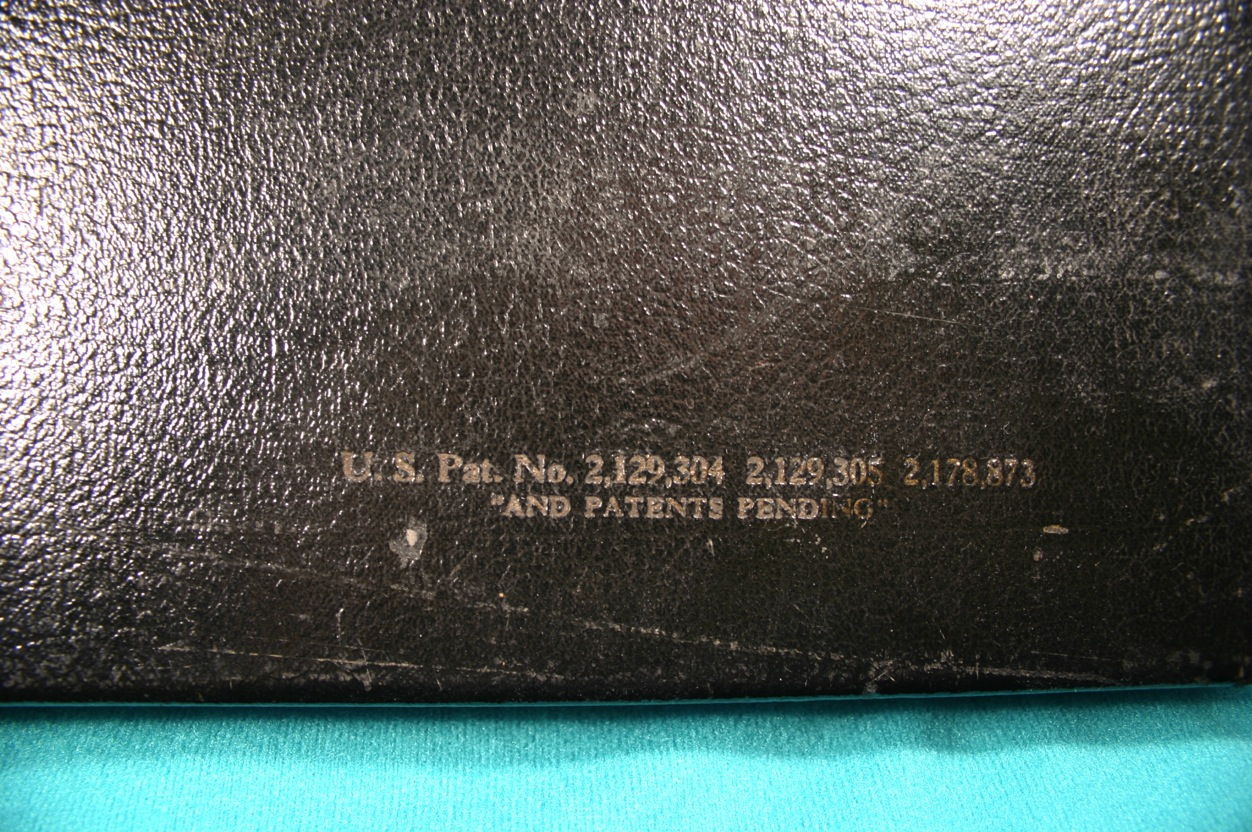 U. S. Pat. No. 2,129,304 2,129,305 2,178,873
"AND PATENTS PENDING"